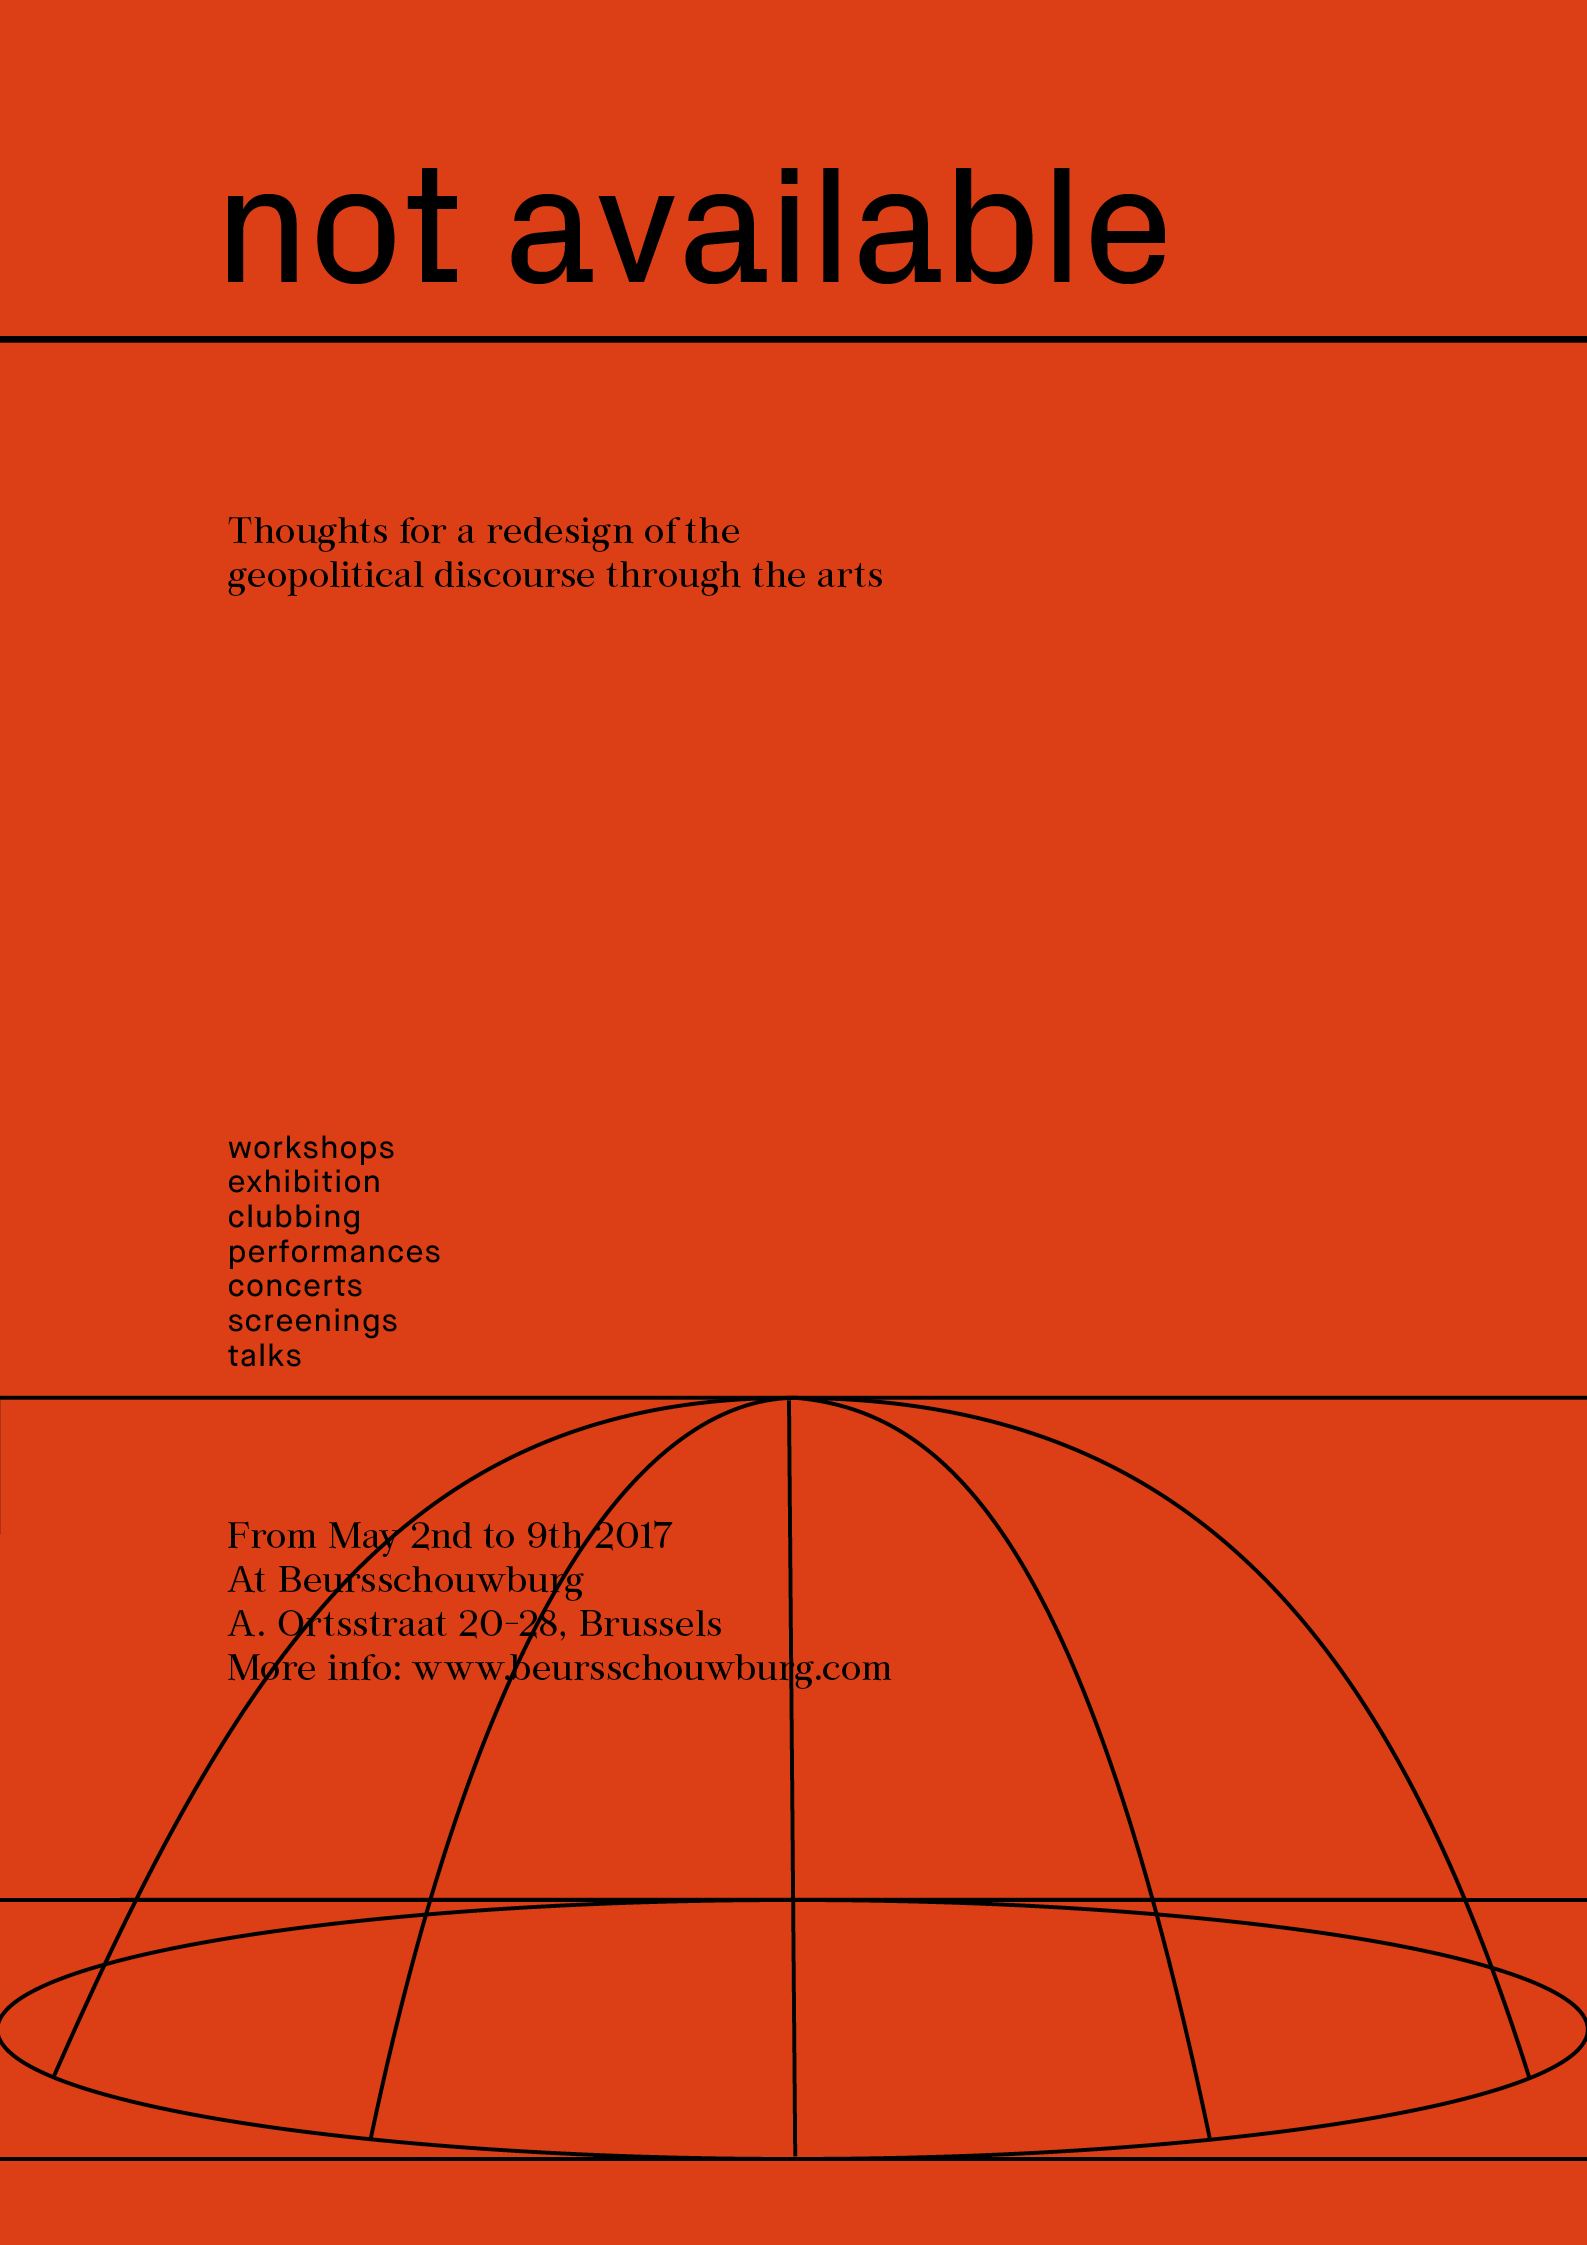 not available
Thoughts for a redesign of the
geopolitical discourse through the arts
workshops
exhibition
clubbing
performances
concerts
screenings
talks
From May 2nd to 9th 2017
At Beursschouwburg
A. Ortsstraat 20-28, Brussels
More info: www.beursschouwburg.com